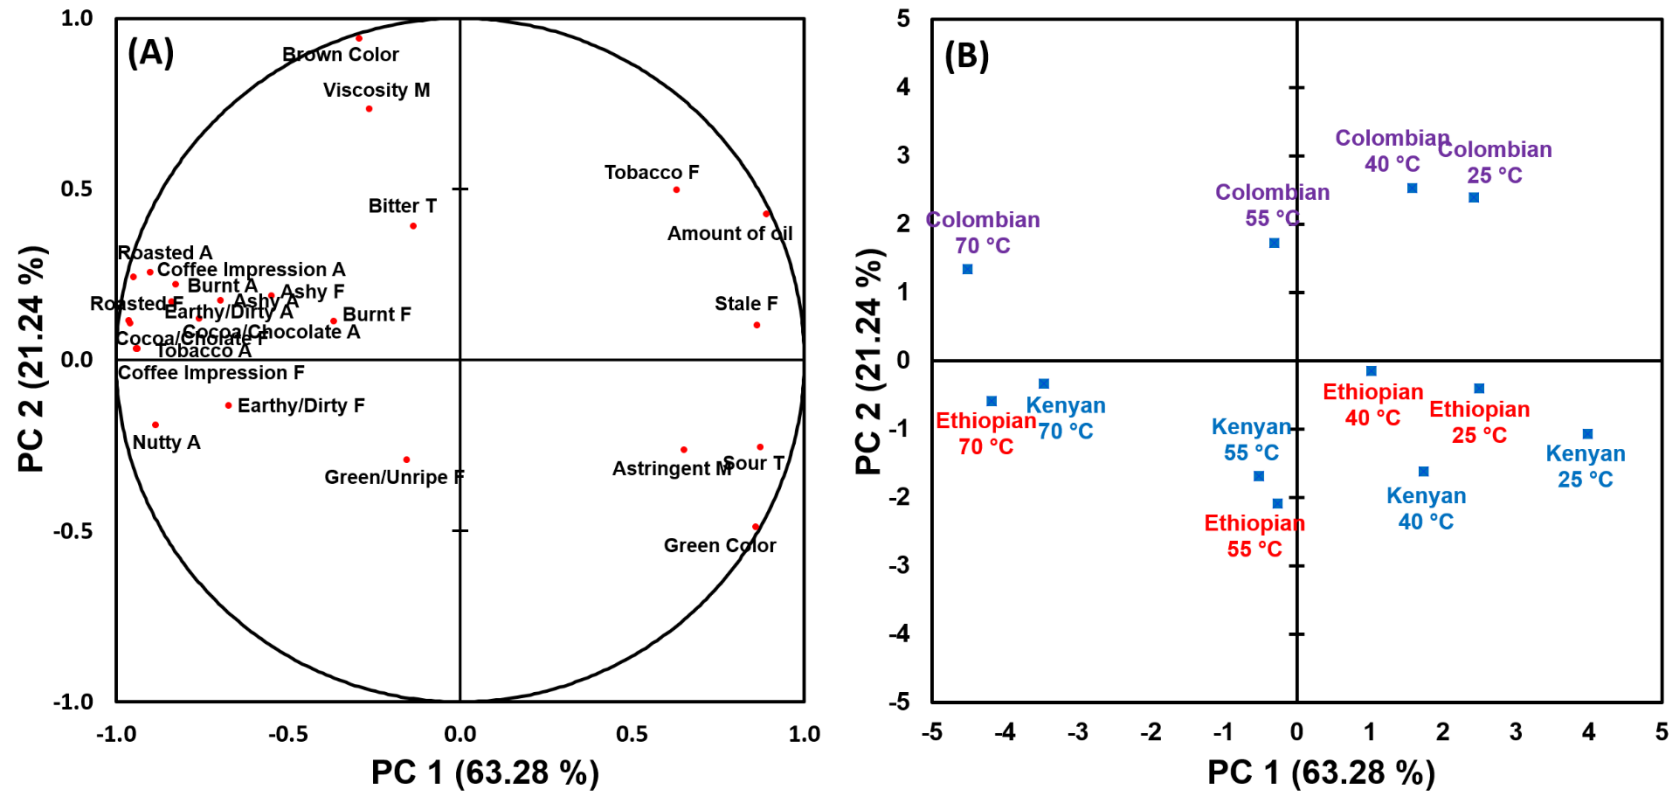 (A)
1.0
0.5
0.0
-0.5
-1.0
PC 2 (21.24 %)
Brown Color
Viscosity M
Tobacco F
Bitter T
Amount of oil
Roasted A
Coffee Impression A
Burnt A
Ashy F
Ashy A
Roasted F
Earthy/Dirty A
Burnt F
Stale F
Cocoa/Chocolate A
Cocoa/Cholate F
Tobacco A
Coffee Impression F
Earthy/Dirty F
Nutty A
Green/Unripe F
Astringent M
Sour T
Green Color
-1.0
-0.5
0.0
0.5
1.0
PC 1 (63.28 %)
(B)
5
4
3
2
1
0
-1
-2
-3
-4
-5
PC 2 (21.24 %)
Colombian
40 °C
Colombian
25 °C
Colombian
55 °C
Colombian
70 °C
Ethiopian
70 °C
Kenyan
70 °C
Kenyan
55 °C
Ethiopian
55 °C
Ethiopian
40 °C
Ethiopian
25 °C
Kenyan
40 °C
Kenyan
25 °C
-5
-4
-3
-2
-1
0
1
2
3
4
5
PC 1 (63.28 %)